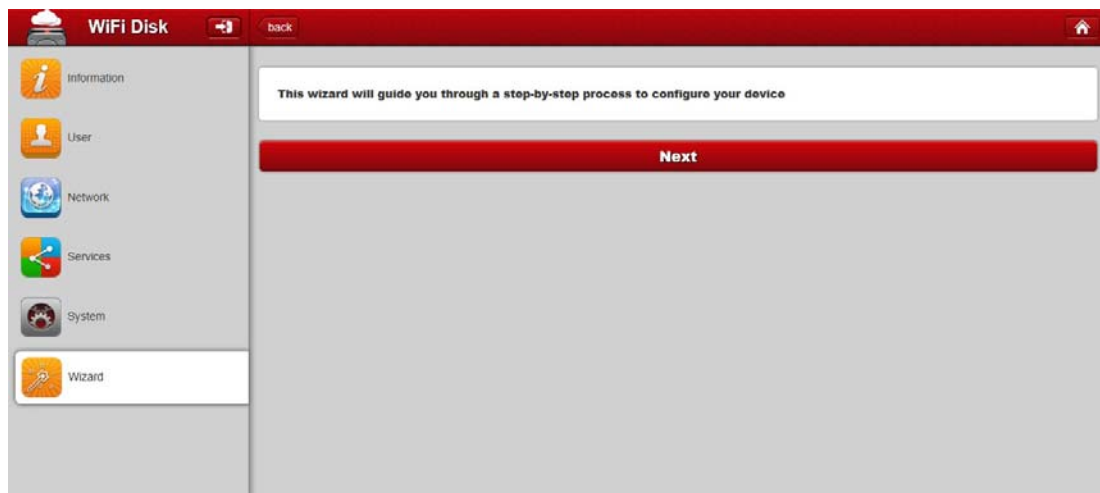 WiFi Disk
back
Information
This wizard will guide you through a step-by-step process to configure your device
User
Next
Network
Services
System
Wizard